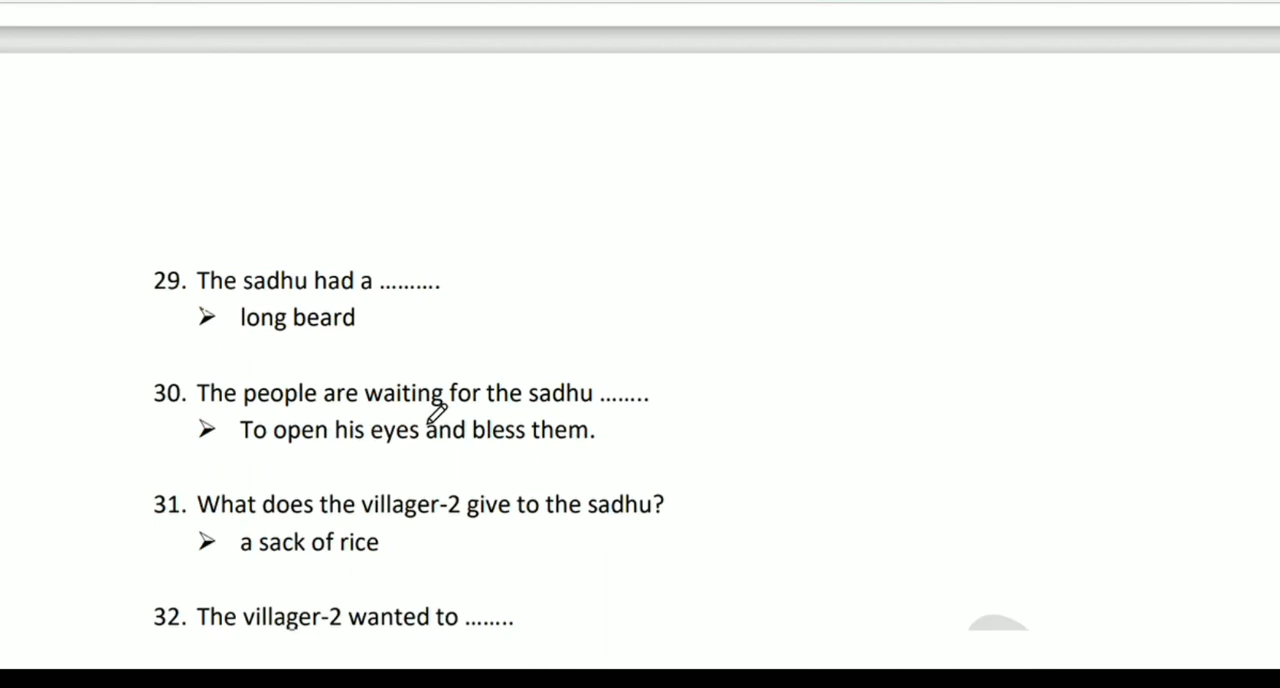 29. The sadhu had a ..........
➢ long beard
30. The people are waiting for the sadhu ........
➢ To open his eyes and bless them.
31. What does the villager-2 give to the sadhu?
➢ a sack of rice
32. The villager-2 wanted to ........